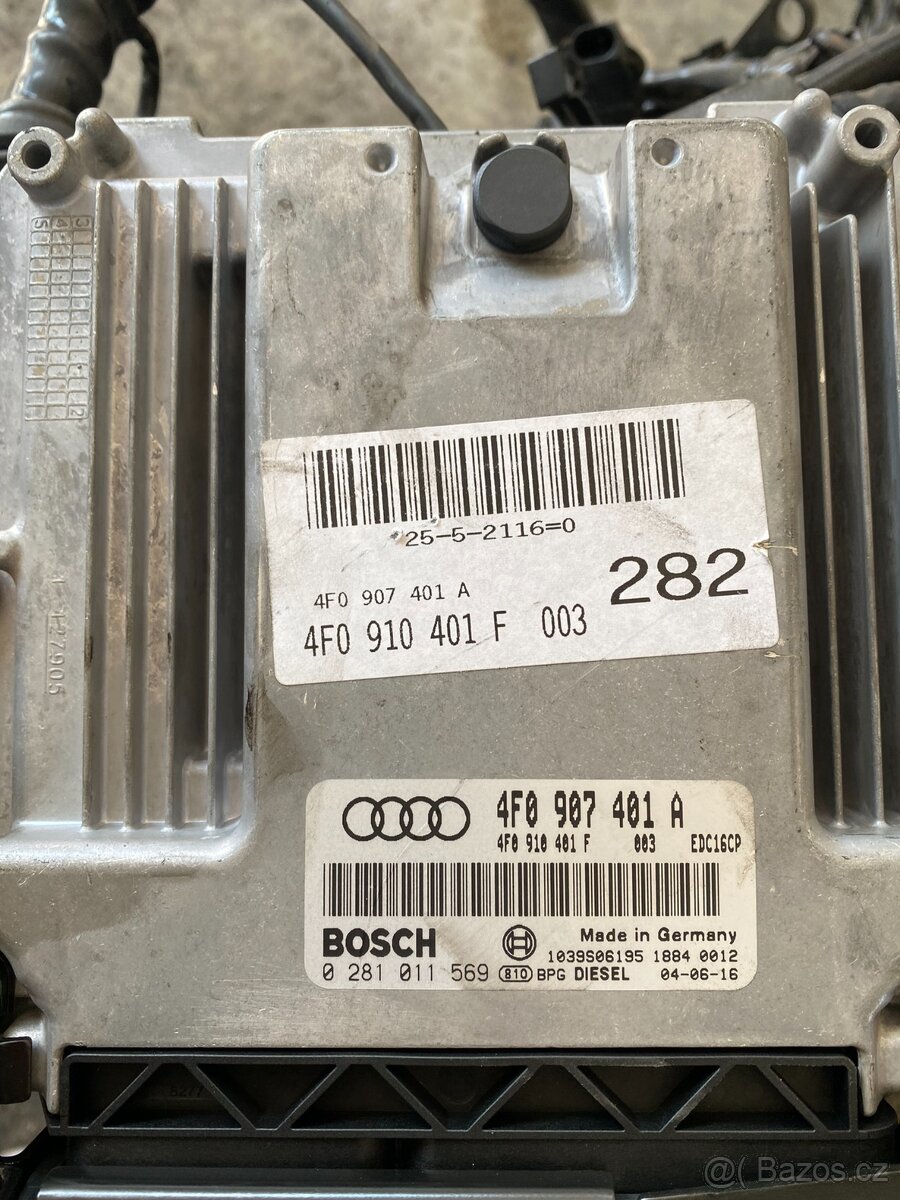 25-5-2116=0
4F0 907 401 A
282
4F0 910 401 F 003
4F0 907 401 A
4F0 910 401 F 003 EDC16CP
BOSCH
Made in Germany
1039S06195 1884 0012
0 281 011 569 810 BPG DIESEL 04-06-16
@( Bazos.cz